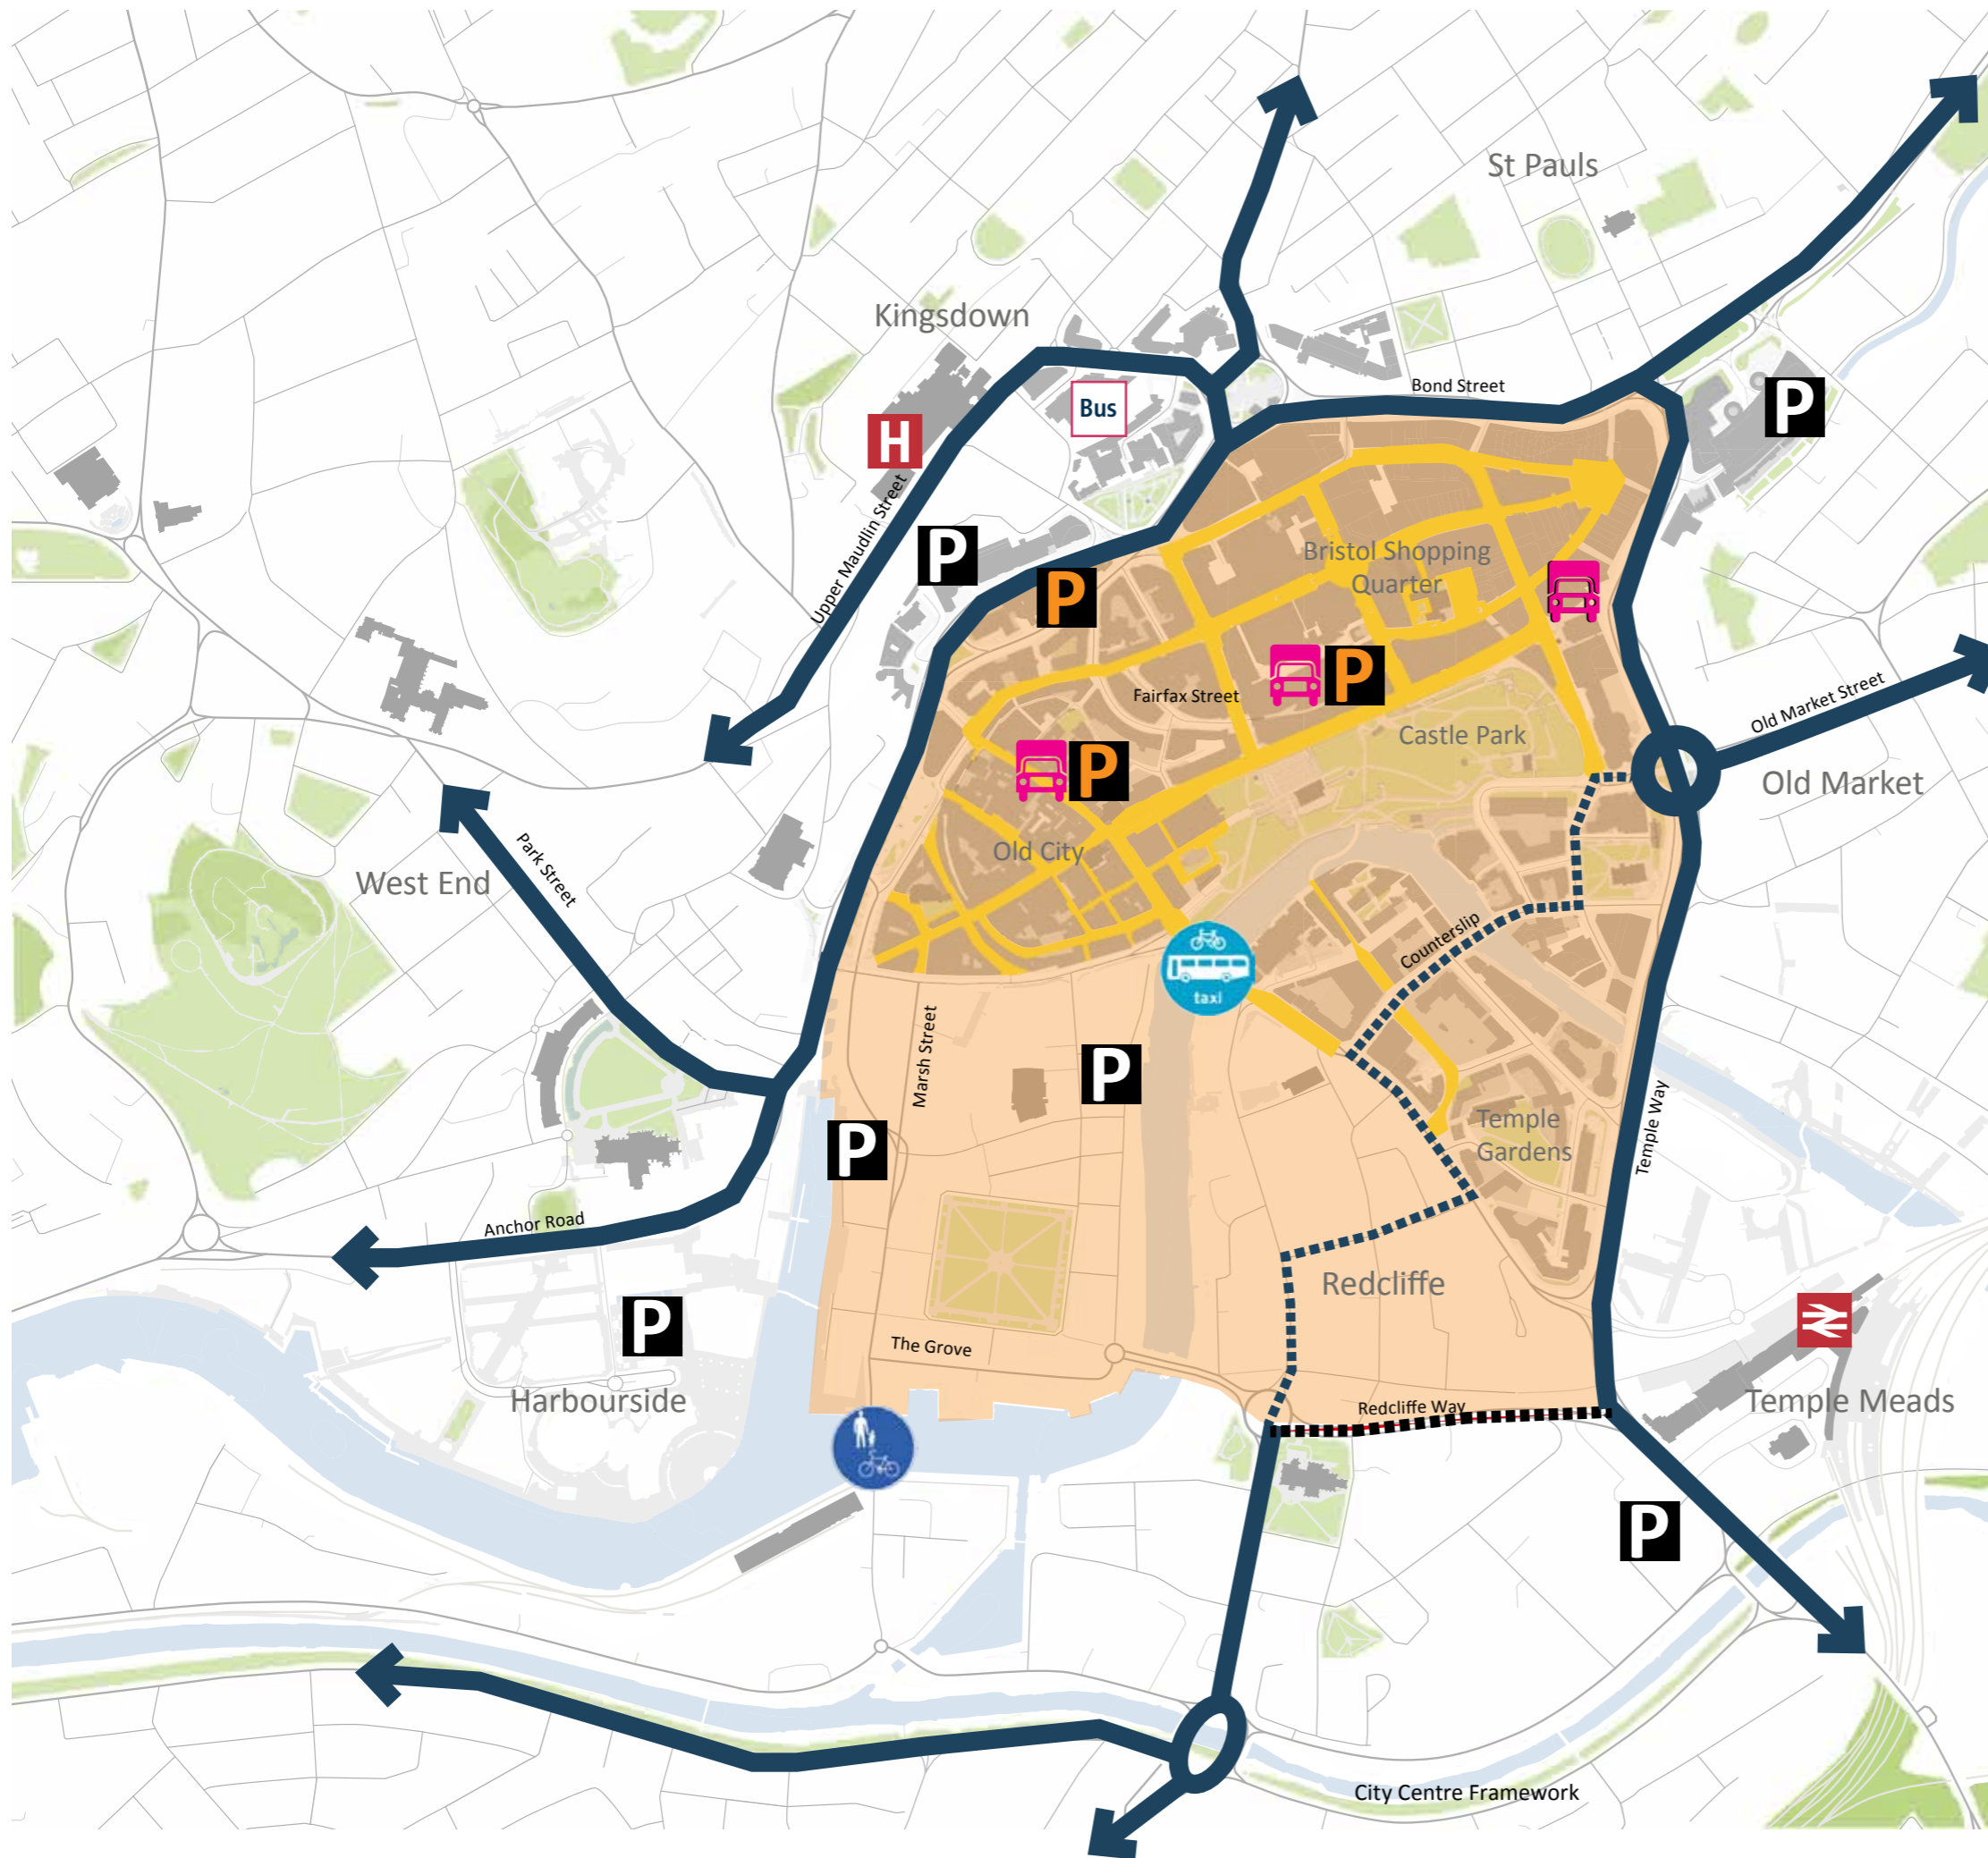 St Pauls
Kingsdown
Bond Street
Bus
P
H
Upper Maudlin Street
P
P
Bristol Shopping
Quarter
P
Fairfax Street
Old Market Street
Castle Park
P
Old Market
Park Street
West End
Old City
Counterslip
taxi
Marsh Street
P
P
Temple
Gardens
Temple Way
Anchor Road
Redcliffe
P
The Grove
Harbourside
Redcliffe Way
Temple Meads
P
City Centre Framework